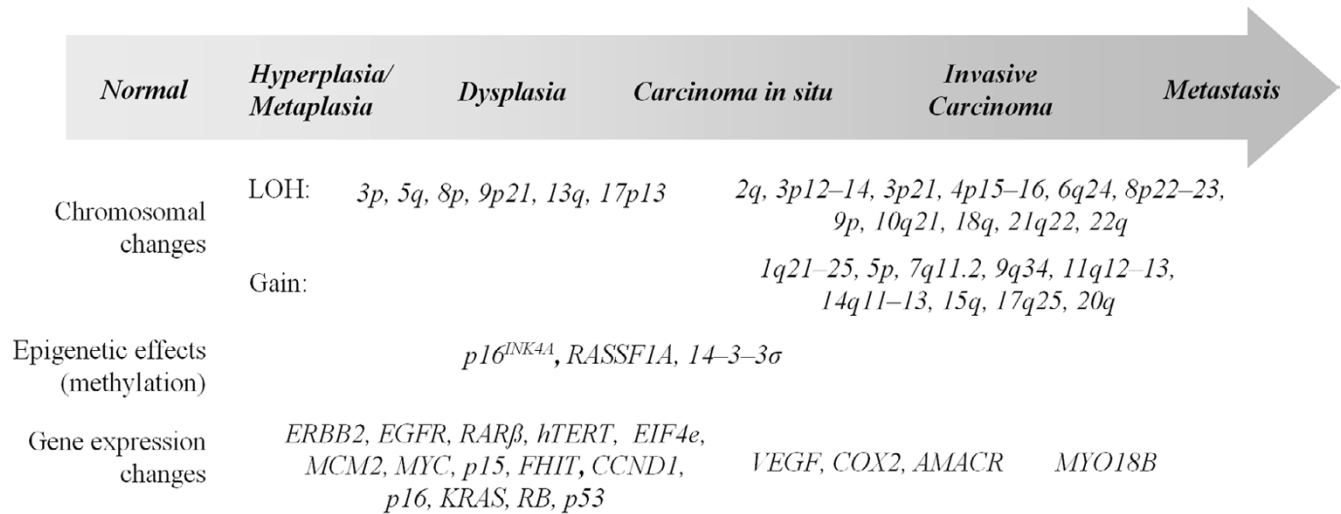 Normal
Hyperplasia/
Metaplasia
Dysplasia
Carcinoma in situ
Invasive
Carcinoma
Metastasis
Chromosomal
changes
LOH:
3p, 5q, 8p, 9p21, 13q, 17p13
2q, 3p12–14, 3p21, 4p15–16, 6q24, 8p22–23,
9p, 10q21, 18q, 21q22, 22q
Gain:
1q21–25, 5p, 7q11.2, 9q34, 11q12–13,
14q11–13, 15q, 17q25, 20q
Epigenetic effects
(methylation)
p16^INK4A, RASSF1A, 14–3–3σ
Gene expression
changes
ERBB2, EGFR, RARβ, hTERT, EIF4e,
MCM2, MYC, p15, FHIT, CCND1,
p16, KRAS, RB, p53
VEGF, COX2, AMACR
MYO18B